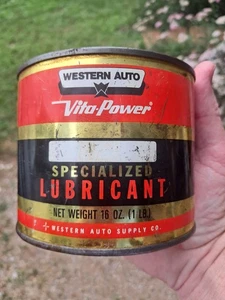 WESTERN AUTO
Vita-Power
SPECIALIZED
LUBRICANT
NET WEIGHT 16 OZ. (1 LB.)
WESTERN AUTO SUPPLY CO.